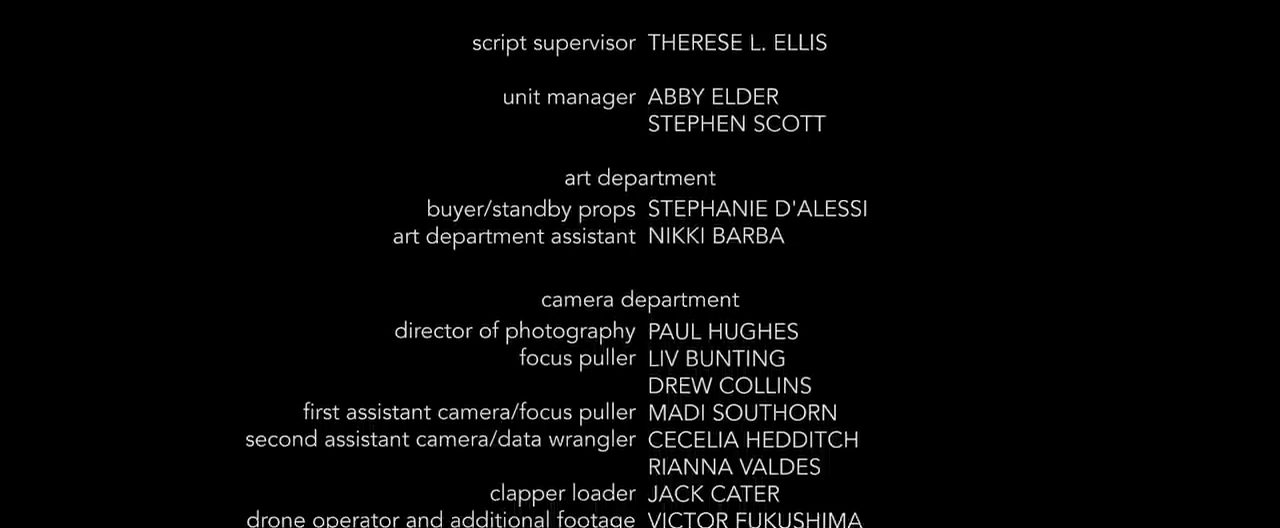 script supervisor THERESE L. ELLIS
unit manager ABBY ELDER
STEPHEN SCOTT
art department
buyer/standby props STEPHANIE D'ALESSI
art department assistant NIKKI BARBA
camera department
director of photography PAUL HUGHES
focus puller LIV BUNTING
DREW COLLINS
first assistant camera/focus puller MADI SOUTHORN
second assistant camera/data wrangler CECELIA HEDDITCH
RIANNA VALDES
clapper loader JACK CATER
drone operator and additional footage VICTOR FUKUSHIMA